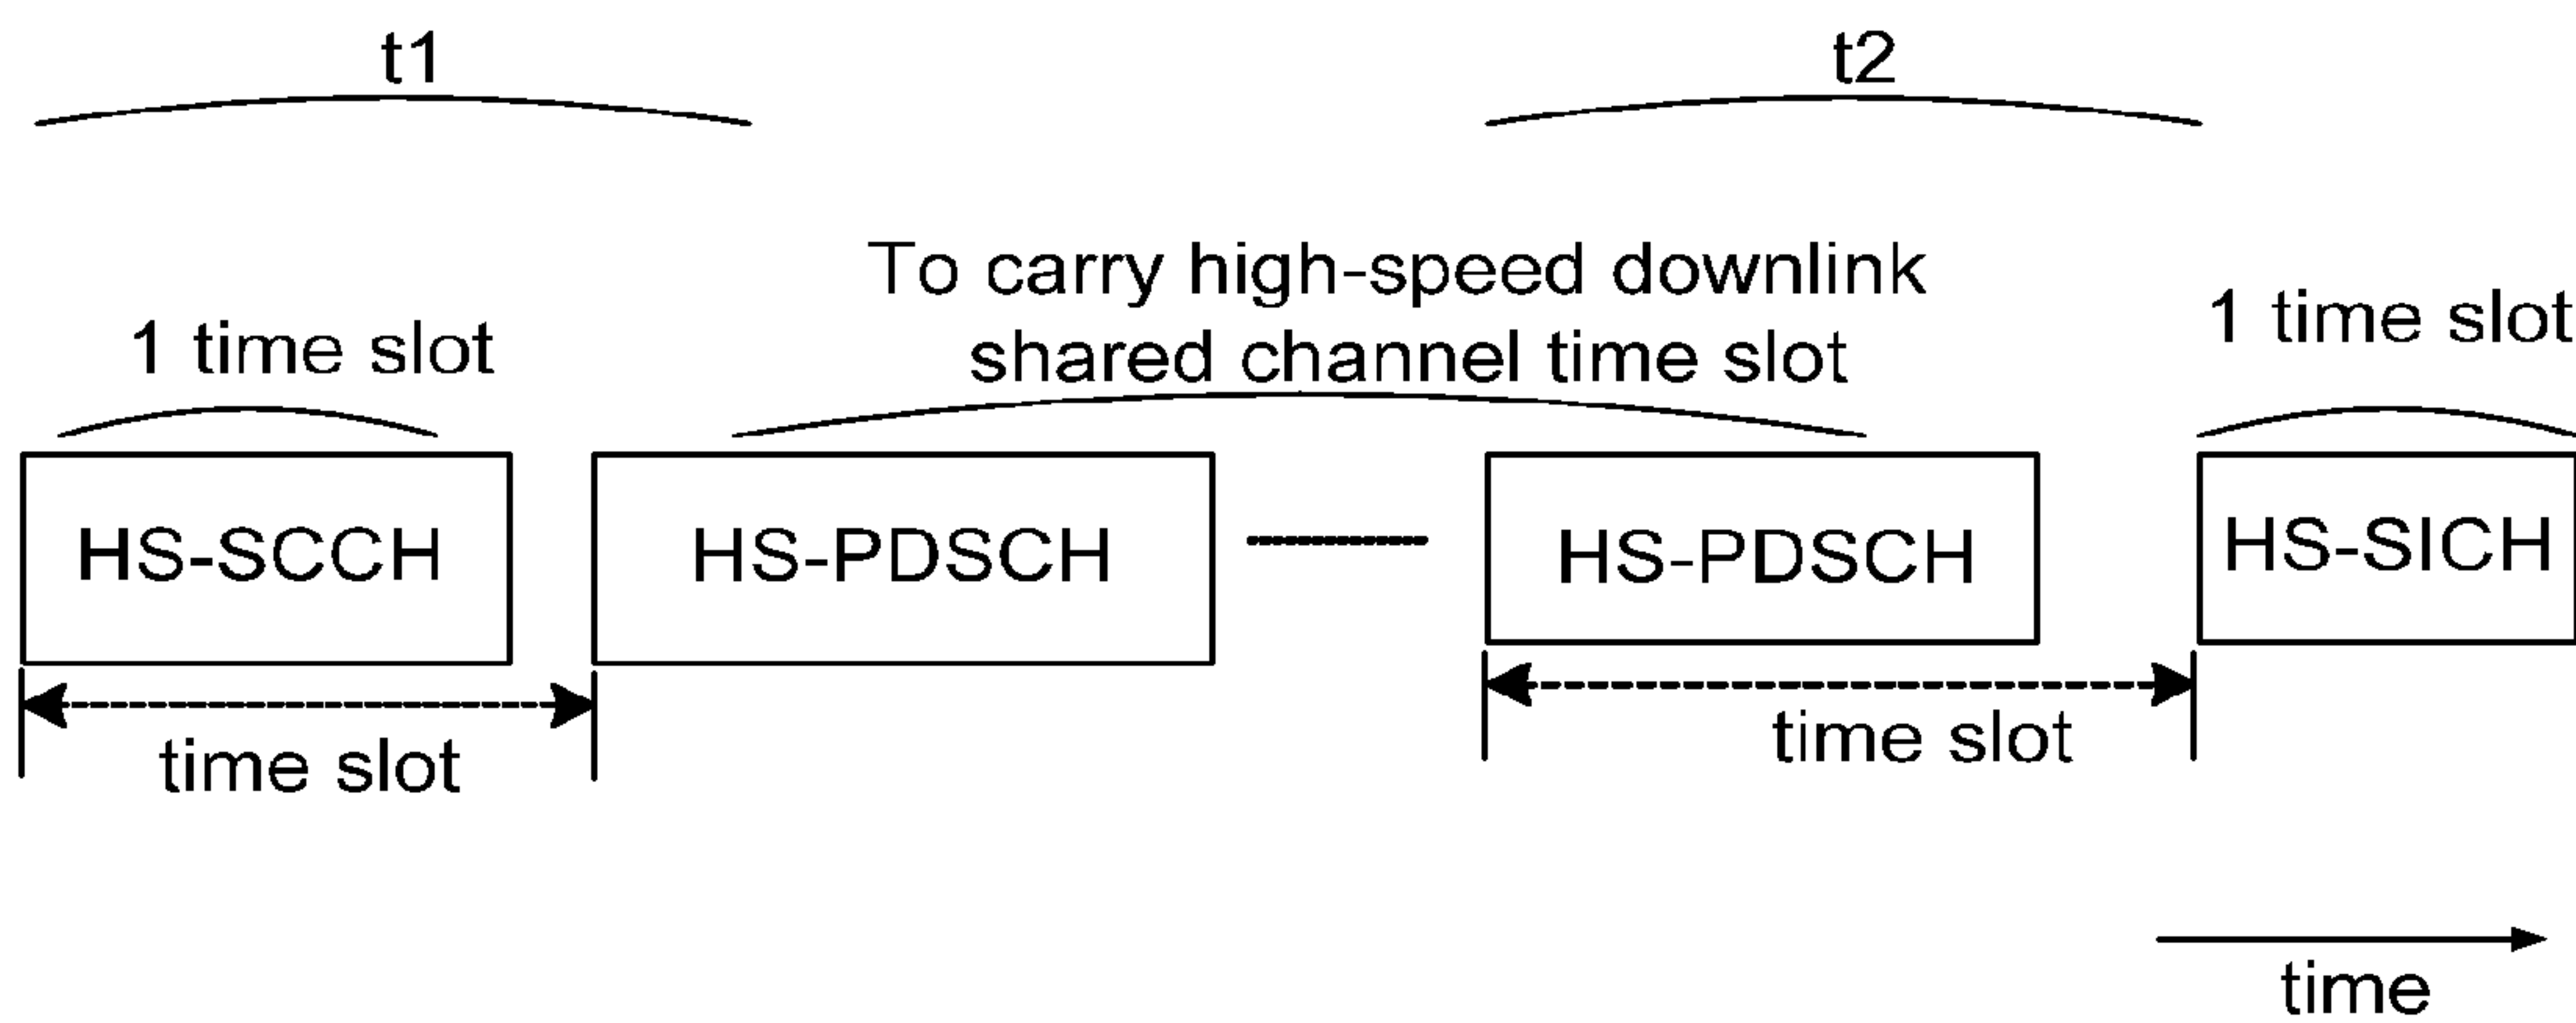 t1
t2
To carry high-speed downlink
shared channel time slot
1 time slot
1 time slot
HS-SCCH
HS-PDSCH
HS-PDSCH
HS-SICH
time slot
time slot
time